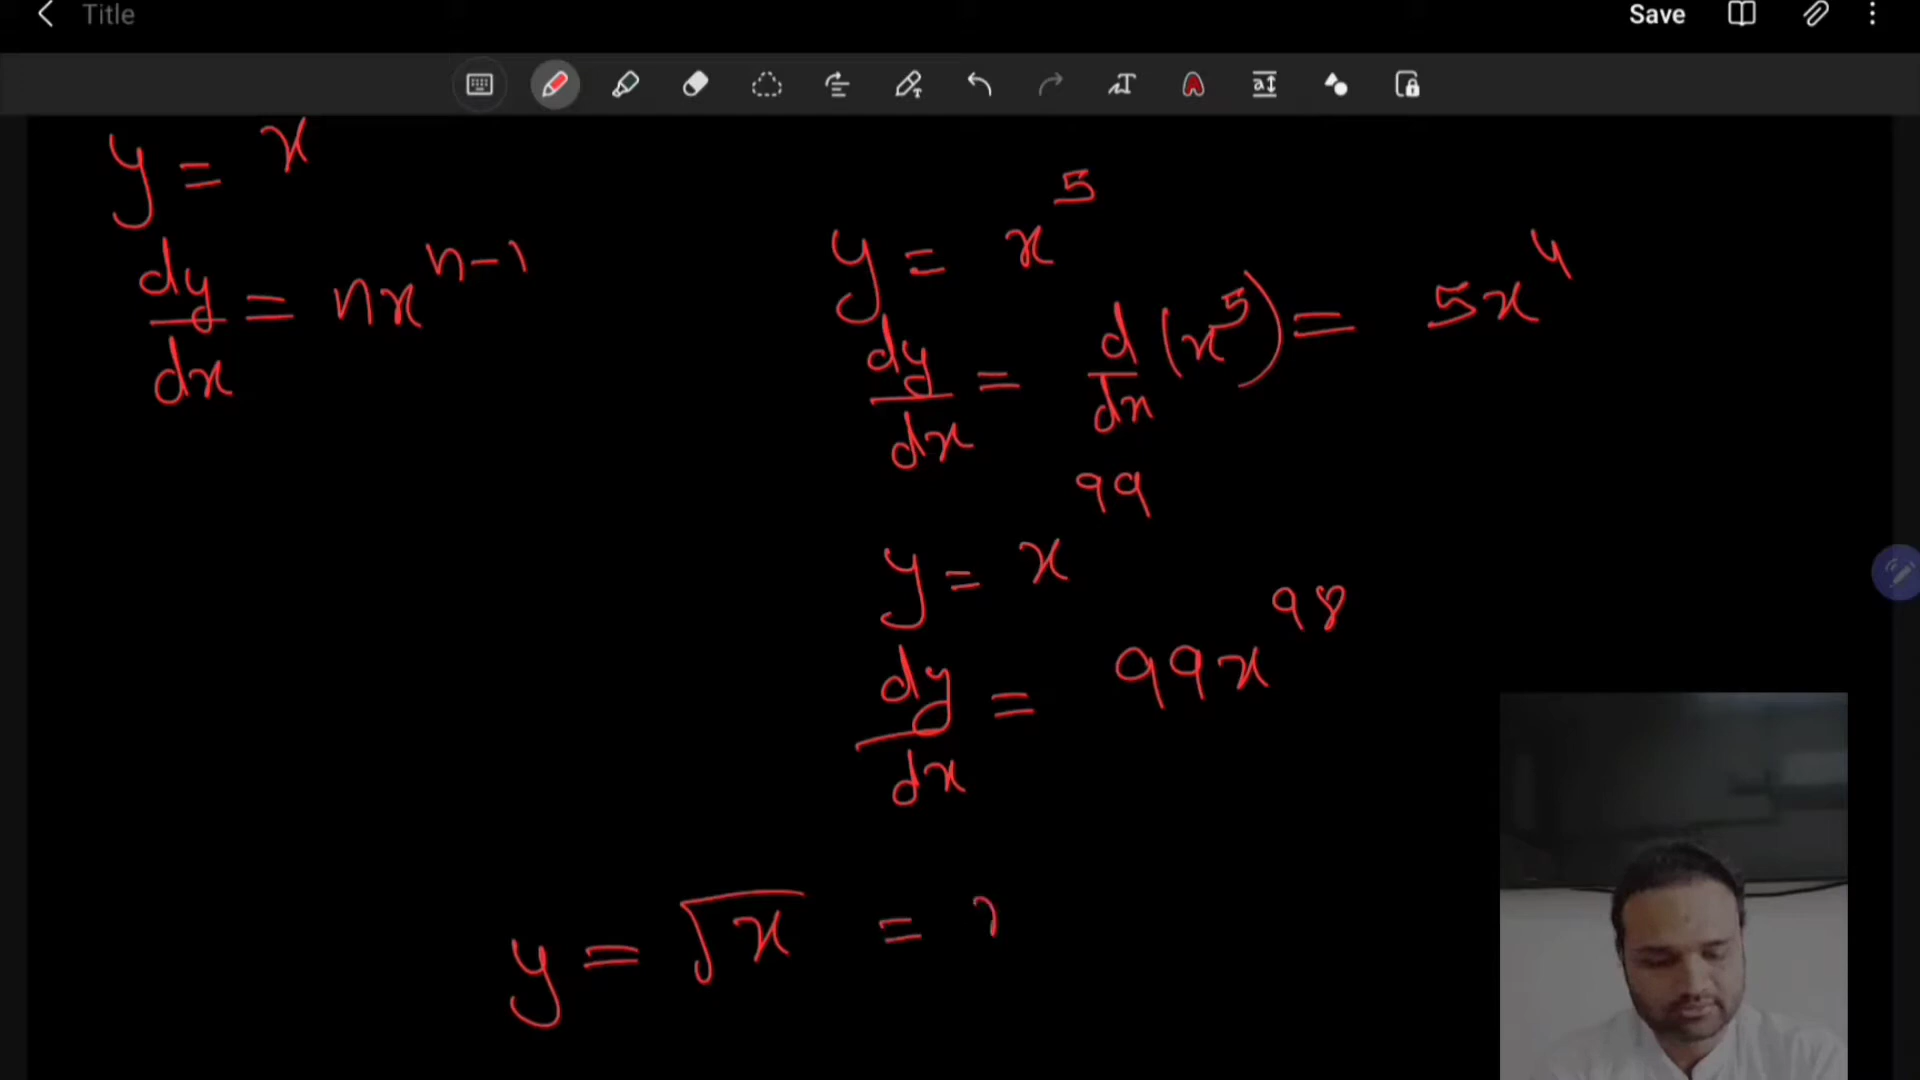 Title
Save
y = x
dy/dx = nx^{n-1}
y = x^5
dy/dx = d/dx (x^5) = 5x^4
y = x^{99}
dy/dx = 99x^{98}
y = √x =